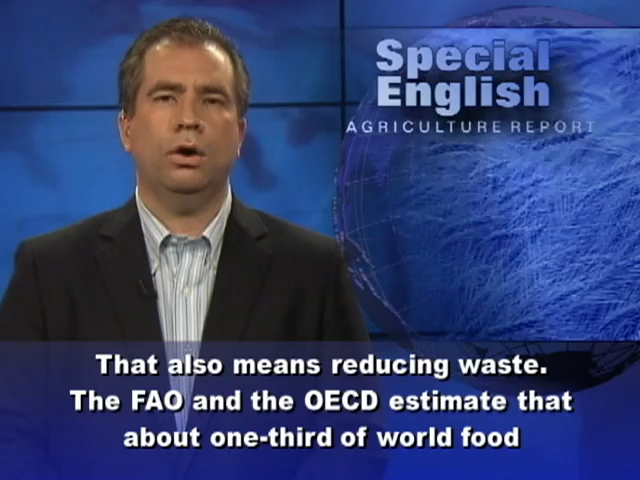 Special
English
AGRICULTURE REPORT
That also means reducing waste.
The FAO and the OECD estimate that
about one-third of world food